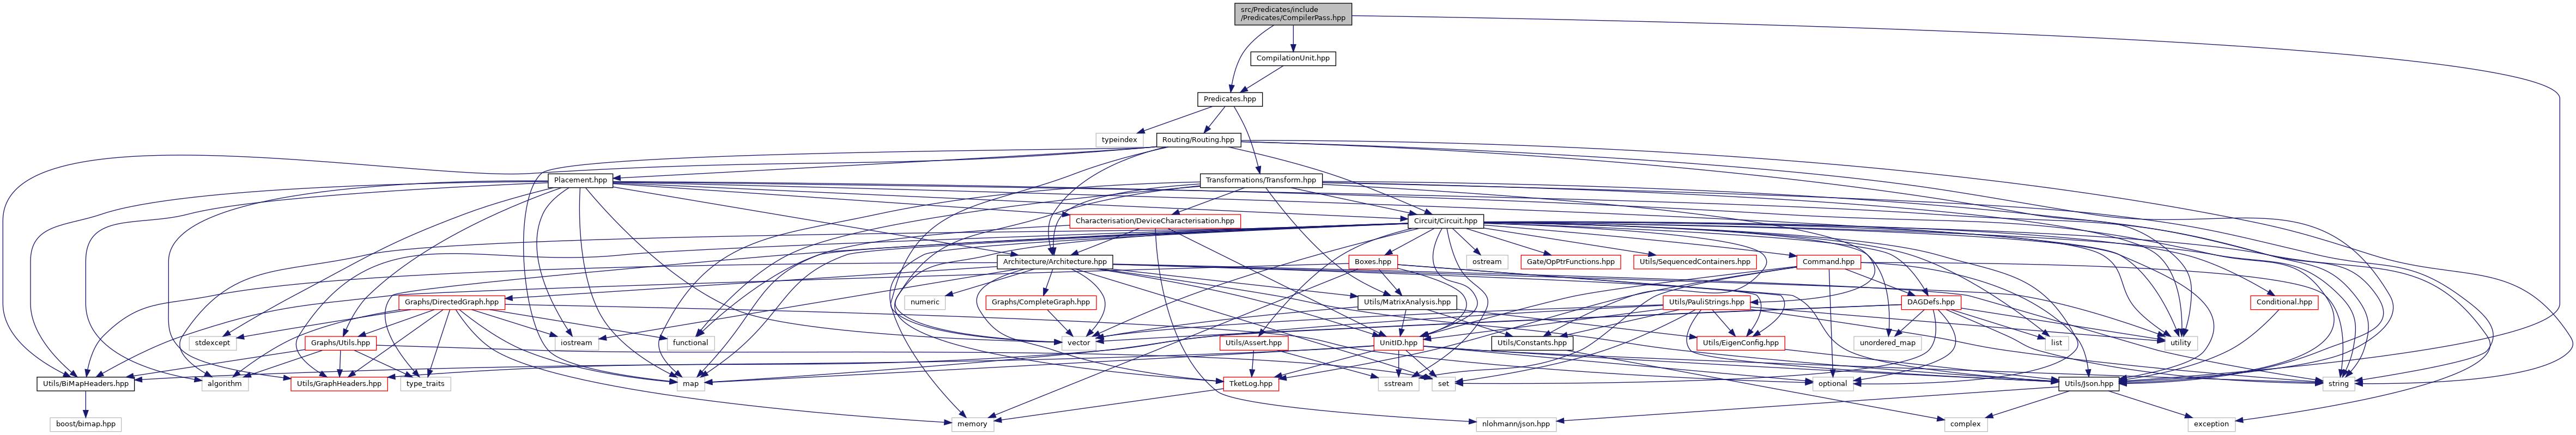 src/Predicates/include
/Predicates/CompilerPass.hpp
CompilationUnit.hpp
Predicates.hpp
typeindex
Routing/Routing.hpp
Placement.hpp
Transformations/Transform.hpp
Characterisation/DeviceCharacterisation.hpp
Circuit/Circuit.hpp
Architecture/Architecture.hpp
Boxes.hpp
ostream
Gate/OpPtrFunctions.hpp
Utils/SequencedContainers.hpp
Command.hpp
Graphs/DirectedGraph.hpp
numeric
Graphs/CompleteGraph.hpp
Utils/MatrixAnalysis.hpp
Utils/PauliStrings.hpp
DAGDefs.hpp
Conditional.hpp
stdexcept
Graphs/Utils.hpp
iostream
functional
vector
Utils/Assert.hpp
UnitID.hpp
Utils/Constants.hpp
Utils/EigenConfig.hpp
unordered_map
list
utility
Utils/BiMapHeaders.hpp
algorithm
Utils/GraphHeaders.hpp
type_traits
map
TketLog.hpp
sstream
set
optional
Utils/Json.hpp
string
boost/bimap.hpp
memory
nlohmann/json.hpp
complex
exception